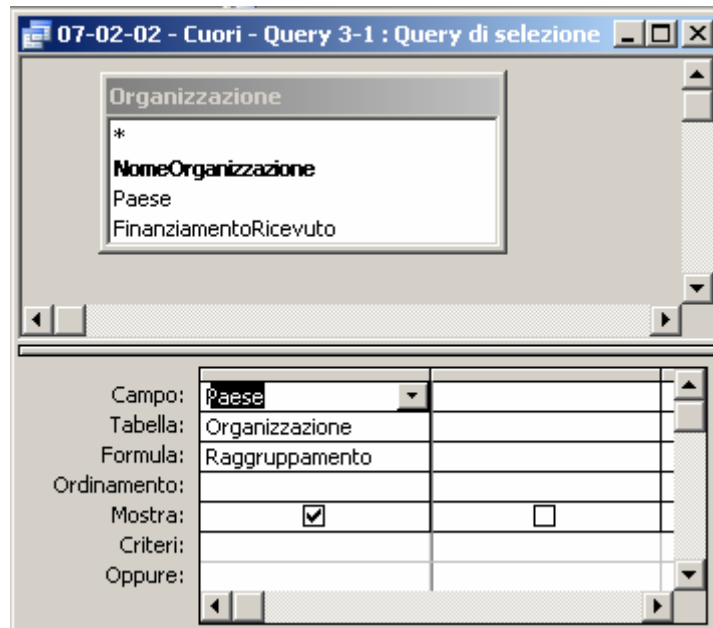 07-02-02 - Cuori - Query 3-1 : Query di selezione
Organizzazione
*
NomeOrganizzazione
Paese
FinanziamentoRicevuto
Campo: Paese
Tabella: Organizzazione
Formula: Raggruppamento
Ordinamento:
Mostra:
Criteri:
Oppure: